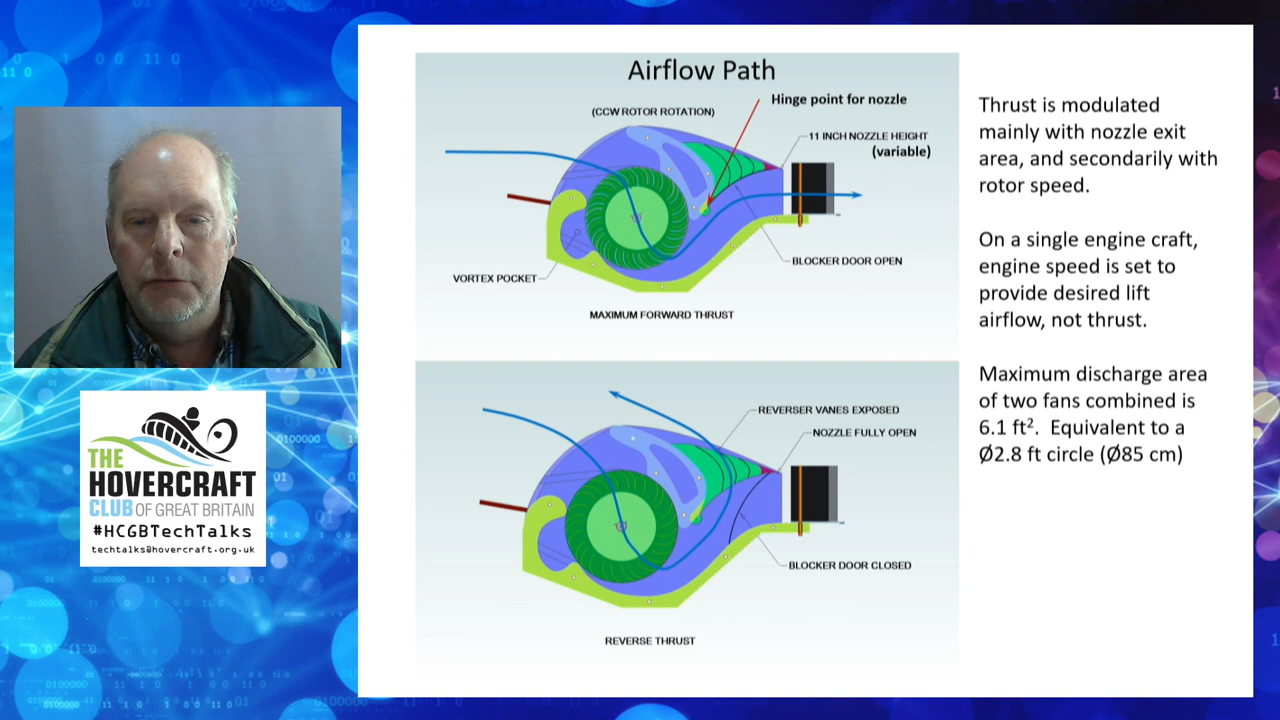 Airflow Path
(CCW ROTOR ROTATION)
Hinge point for nozzle
11 INCH NOZZLE HEIGHT
(variable)
BLOCKER DOOR OPEN
VORTEX POCKET
MAXIMUM FORWARD THRUST
REVERSER VANES EXPOSED
NOZZLE FULLY OPEN
BLOCKER DOOR CLOSED
REVERSE THRUST
Thrust is modulated
mainly with nozzle exit
area, and secondarily with
rotor speed.
On a single engine craft,
engine speed is set to
provide desired lift
airflow, not thrust.
Maximum discharge area
of two fans combined is
6.1 ft². Equivalent to a
Ø2.8 ft circle (Ø85 cm)
THE
HOVERCRAFT
CLUB OF GREAT BRITAIN
#HCGBTechTalks
techtalks@hovercraft.org.uk